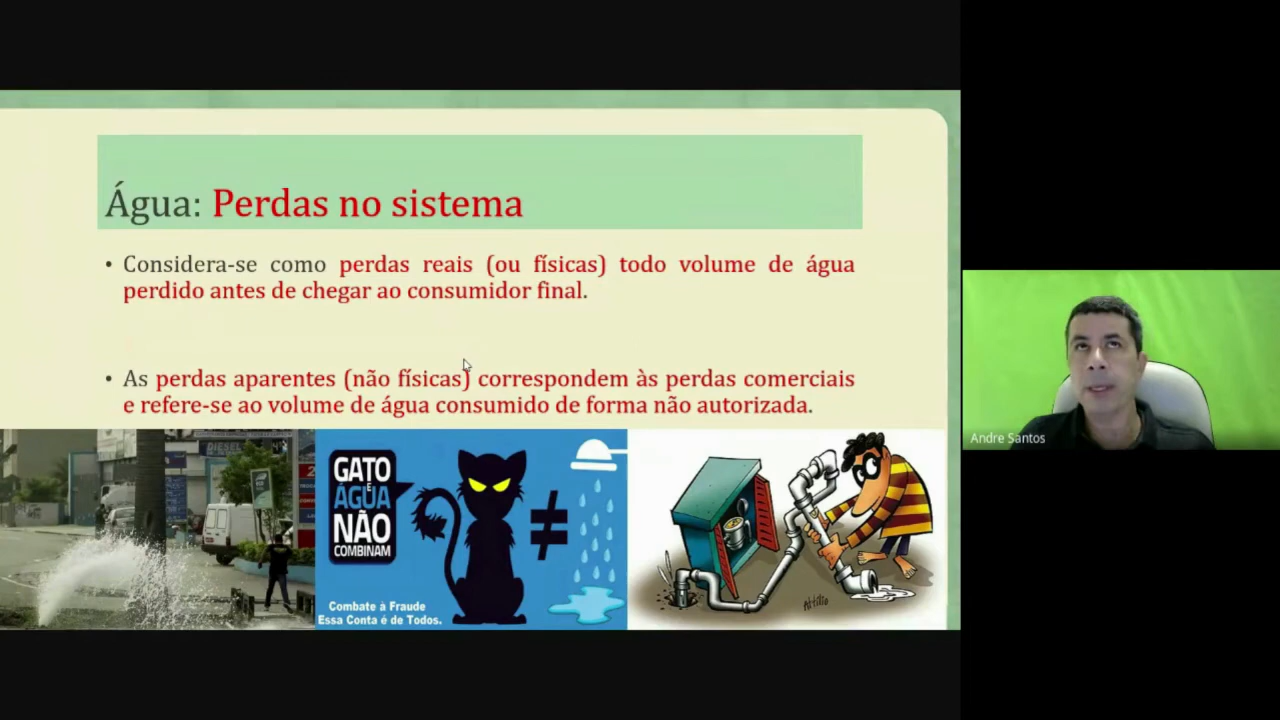 Água: Perdas no sistema
• Considera-se como perdas reais (ou físicas) todo volume de água
perdido antes de chegar ao consumidor final.
• As perdas aparentes (não físicas) correspondem às perdas comerciais
e refere-se ao volume de água consumido de forma não autorizada.
DIESEL
GATO
E
ÁGUA
NÃO
COMBINAM
≠
Combate à Fraude
Essa Conta é de Todos.
Attílio
Andre Santos